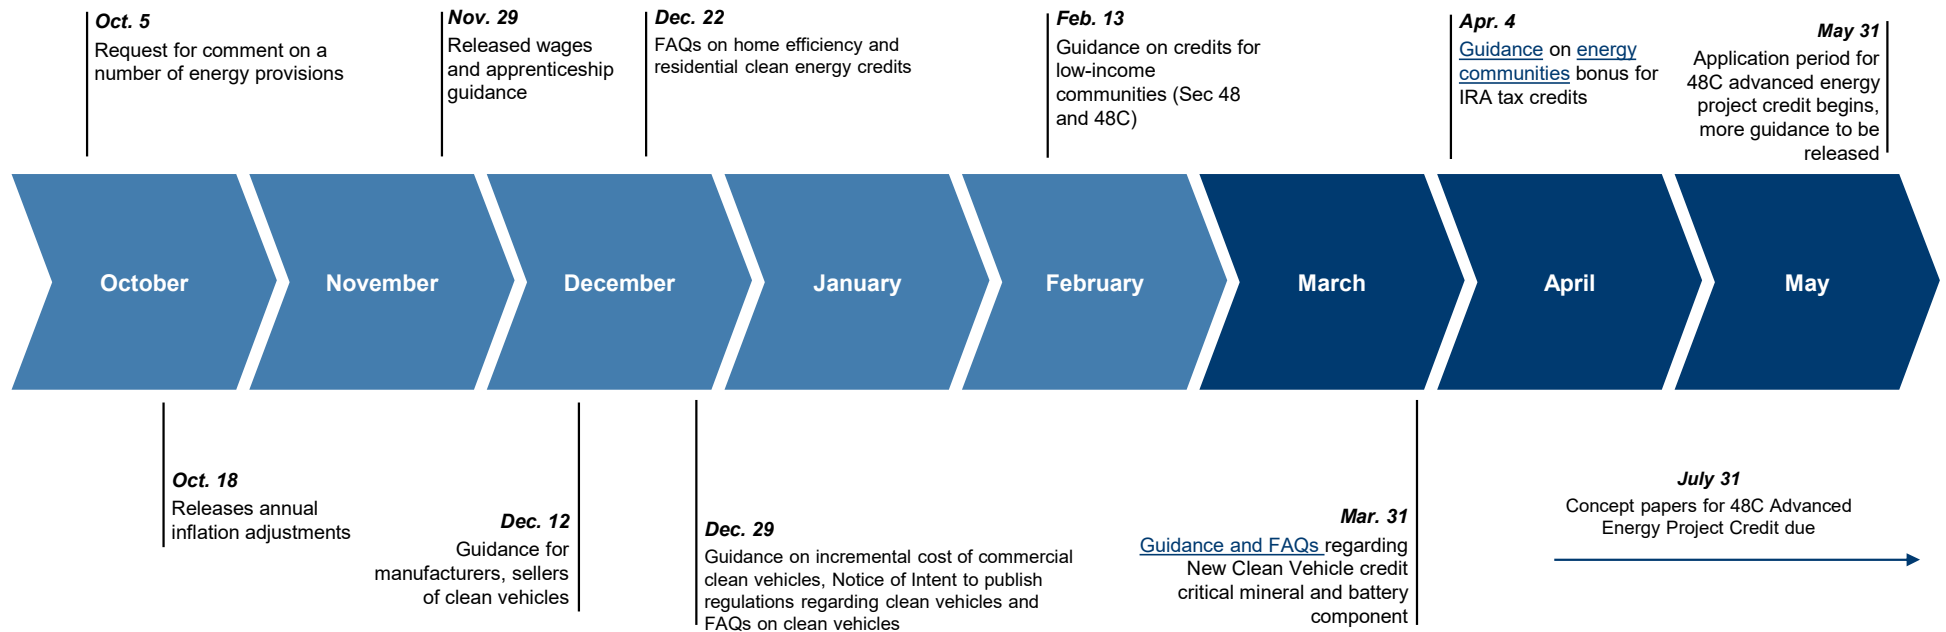 Oct. 5
Request for comment on a
number of energy provisions
Nov. 29
Released wages
and apprenticeship
guidance
Dec. 22
FAQs on home efficiency and
residential clean energy credits
Feb. 13
Guidance on credits for
low-income
communities (Sec 48
and 48C)
Apr. 4
Guidance on energy
communities bonus for
IRA tax credits
May 31
Application period for
48C advanced energy
project credit begins,
more guidance to be
released
October
November
December
January
February
March
April
May
Oct. 18
Releases annual
inflation adjustments
Dec. 12
Guidance for
manufacturers, sellers
of clean vehicles
Dec. 29
Guidance on incremental cost of commercial
clean vehicles, Notice of Intent to publish
regulations regarding clean vehicles and
FAQs on clean vehicles
Mar. 31
Guidance and FAQs regarding
New Clean Vehicle credit
critical mineral and battery
component
July 31
Concept papers for 48C Advanced
Energy Project Credit due